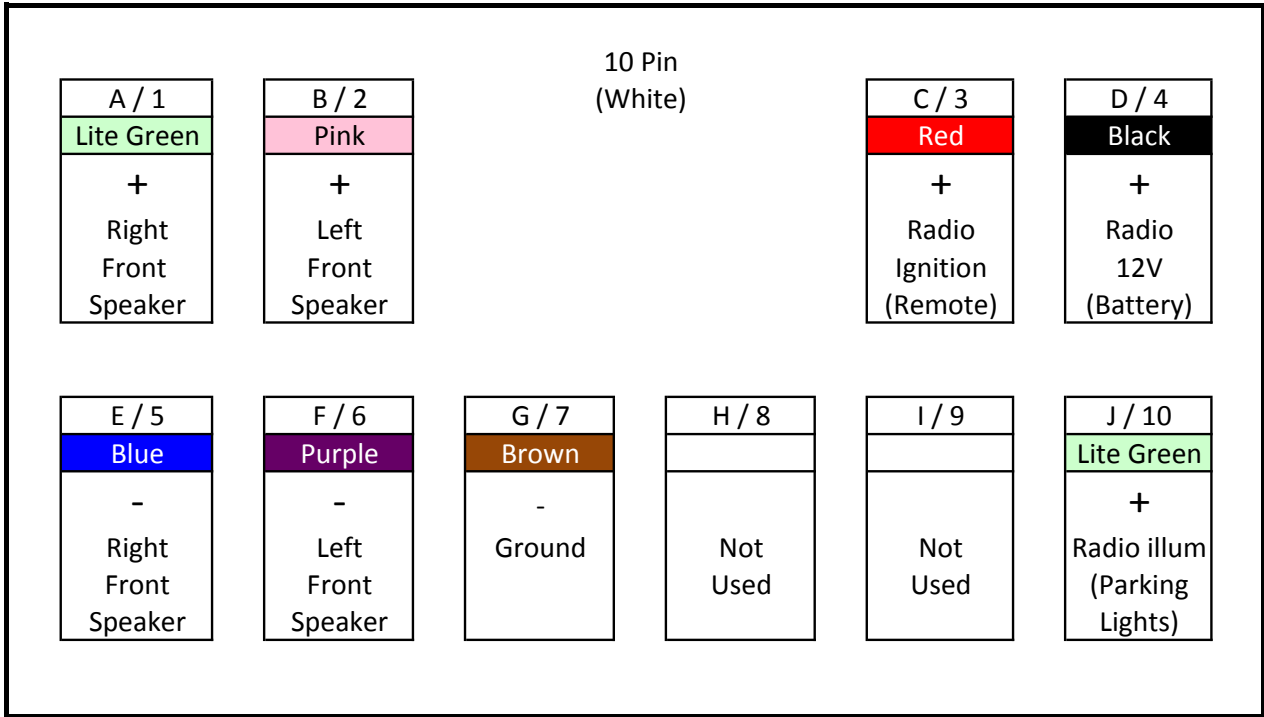 10 Pin
(White)
A / 1
Lite Green
+
Right
Front
Speaker
B / 2
Pink
+
Left
Front
Speaker
C / 3
Red
+
Radio
Ignition
(Remote)
D / 4
Black
+
Radio
12V
(Battery)
E / 5
Blue
-
Right
Front
Speaker
F / 6
Purple
-
Left
Front
Speaker
G / 7
Brown
-
Ground
H / 8
Not
Used
I / 9
Not
Used
J / 10
Lite Green
+
Radio illum
(Parking
Lights)